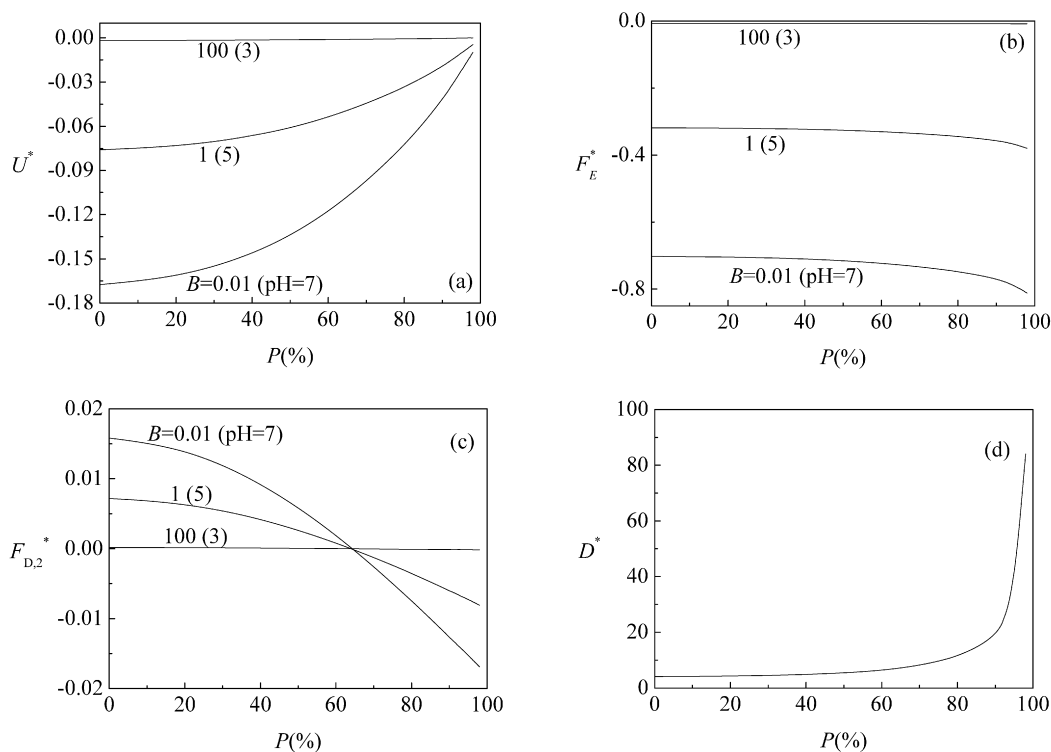 0.00
-0.03
-0.06
-0.09
-0.12
-0.15
-0.18
U*
100 (3)
1 (5)
B=0.01 (pH=7)
(a)
0 20 40 60 80 100
P(%)
0.0
-0.4
-0.8
F_E*
100 (3)
(b)
1 (5)
B=0.01 (pH=7)
0 20 40 60 80 100
P(%)
0.02
0.01
0.00
-0.01
-0.02
F_D,2*
B=0.01 (pH=7)
(c)
1 (5)
100 (3)
0 20 40 60 80 100
P(%)
100
80
60
40
20
0
D*
(d)
0 20 40 60 80 100
P(%)